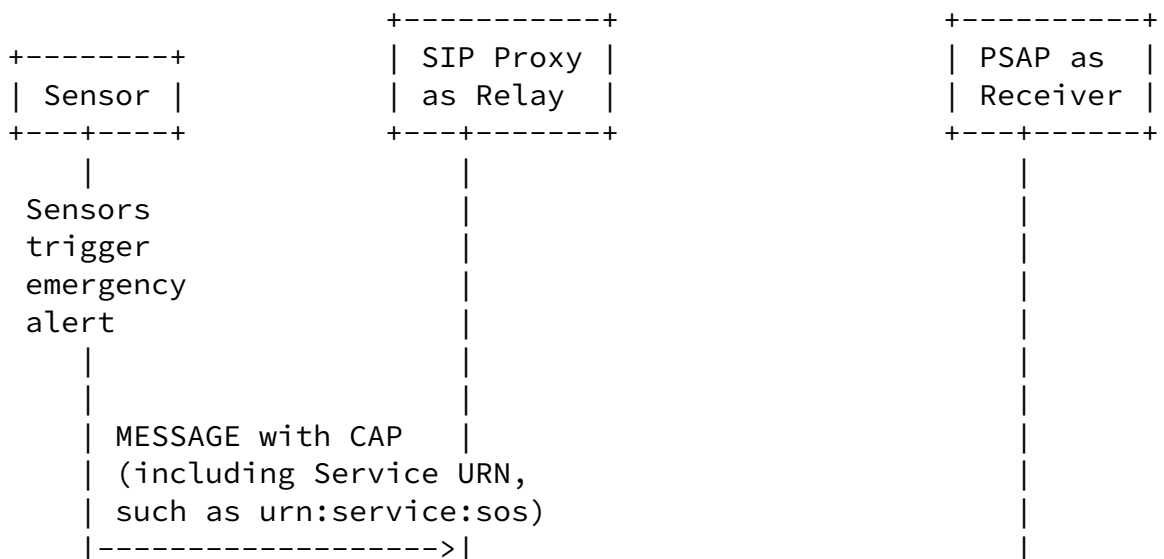 +-----------+                  +----------+
+--------+           | SIP Proxy |                  | PSAP as  |
| Sensor |           | as Relay  |                  | Receiver |
+---+----+           +---+-------+                  +---+------+
    |                    |                              |
 Sensors                 |                              |
 trigger                 |                              |
 emergency               |                              |
 alert                   |                              |
    |                    |                              |
    |                    |                              |
    | MESSAGE with CAP   |                              |
    | (including Service URN,                           |
    | such as urn:service:sos)                          |
    |------------------->|                              |